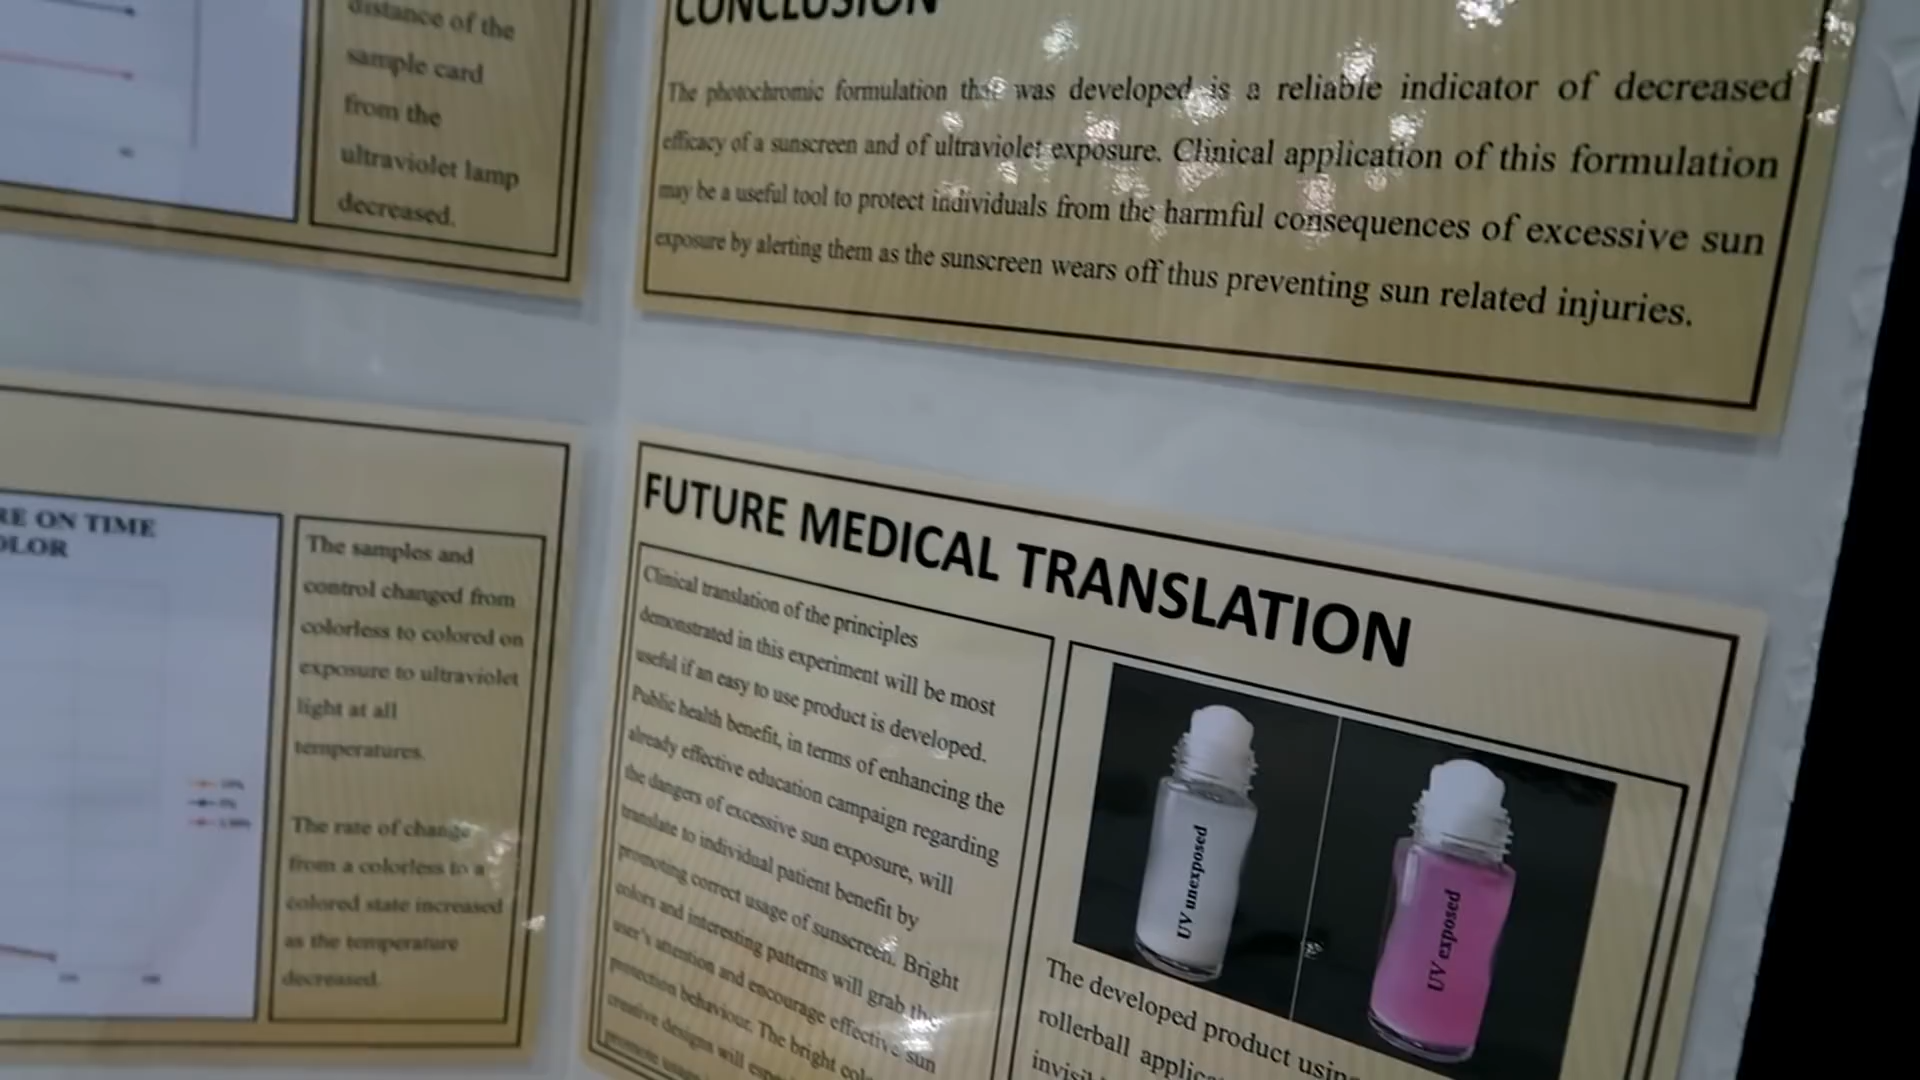 distance of the
sample card
from the
ultraviolet lamp
decreased.
CONCLUSION
The photochromic formulation that was developed is a reliable indicator of decreased
efficacy of a sunscreen and of ultraviolet exposure. Clinical application of this formulation
may be a useful tool to protect individuals from the harmful consequences of excessive sun
exposure by alerting them as the sunscreen wears off thus preventing sun related injuries.
RE ON TIME
OLOR
The samples and
control changed from
colorless to colored on
exposure to ultraviolet
light at all
temperatures.
The rate of change
from a colorless to a
colored state increased
as the temperature
decreased.
FUTURE MEDICAL TRANSLATION
Clinical translation of the principles
demonstrated in this experiment will be most
useful if an easy to use product is developed.
Public health benefit, in terms of enhancing the
already effective education campaign regarding
the dangers of excessive sun exposure, will
translate to individual patient benefit by
promoting correct usage of sunscreen. Bright
colors and interesting patterns will grab the
user's attention and encourage effective sun
protection behaviour. The bright
creative designs will
promote
UV unexposed
UV exposed
The developed product using
rollerball